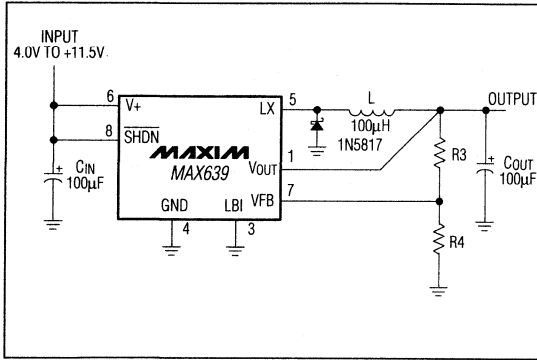 INPUT
4.0V TO +11.5V
6
V+
LX
5
L
OUTPUT
8
SHDN
100µH
1N5817
CIN
100µF
MAXIM
MAX639
VOUT
1
R3
COUT
100µF
VFB
7
GND
LBI
4
3
R4